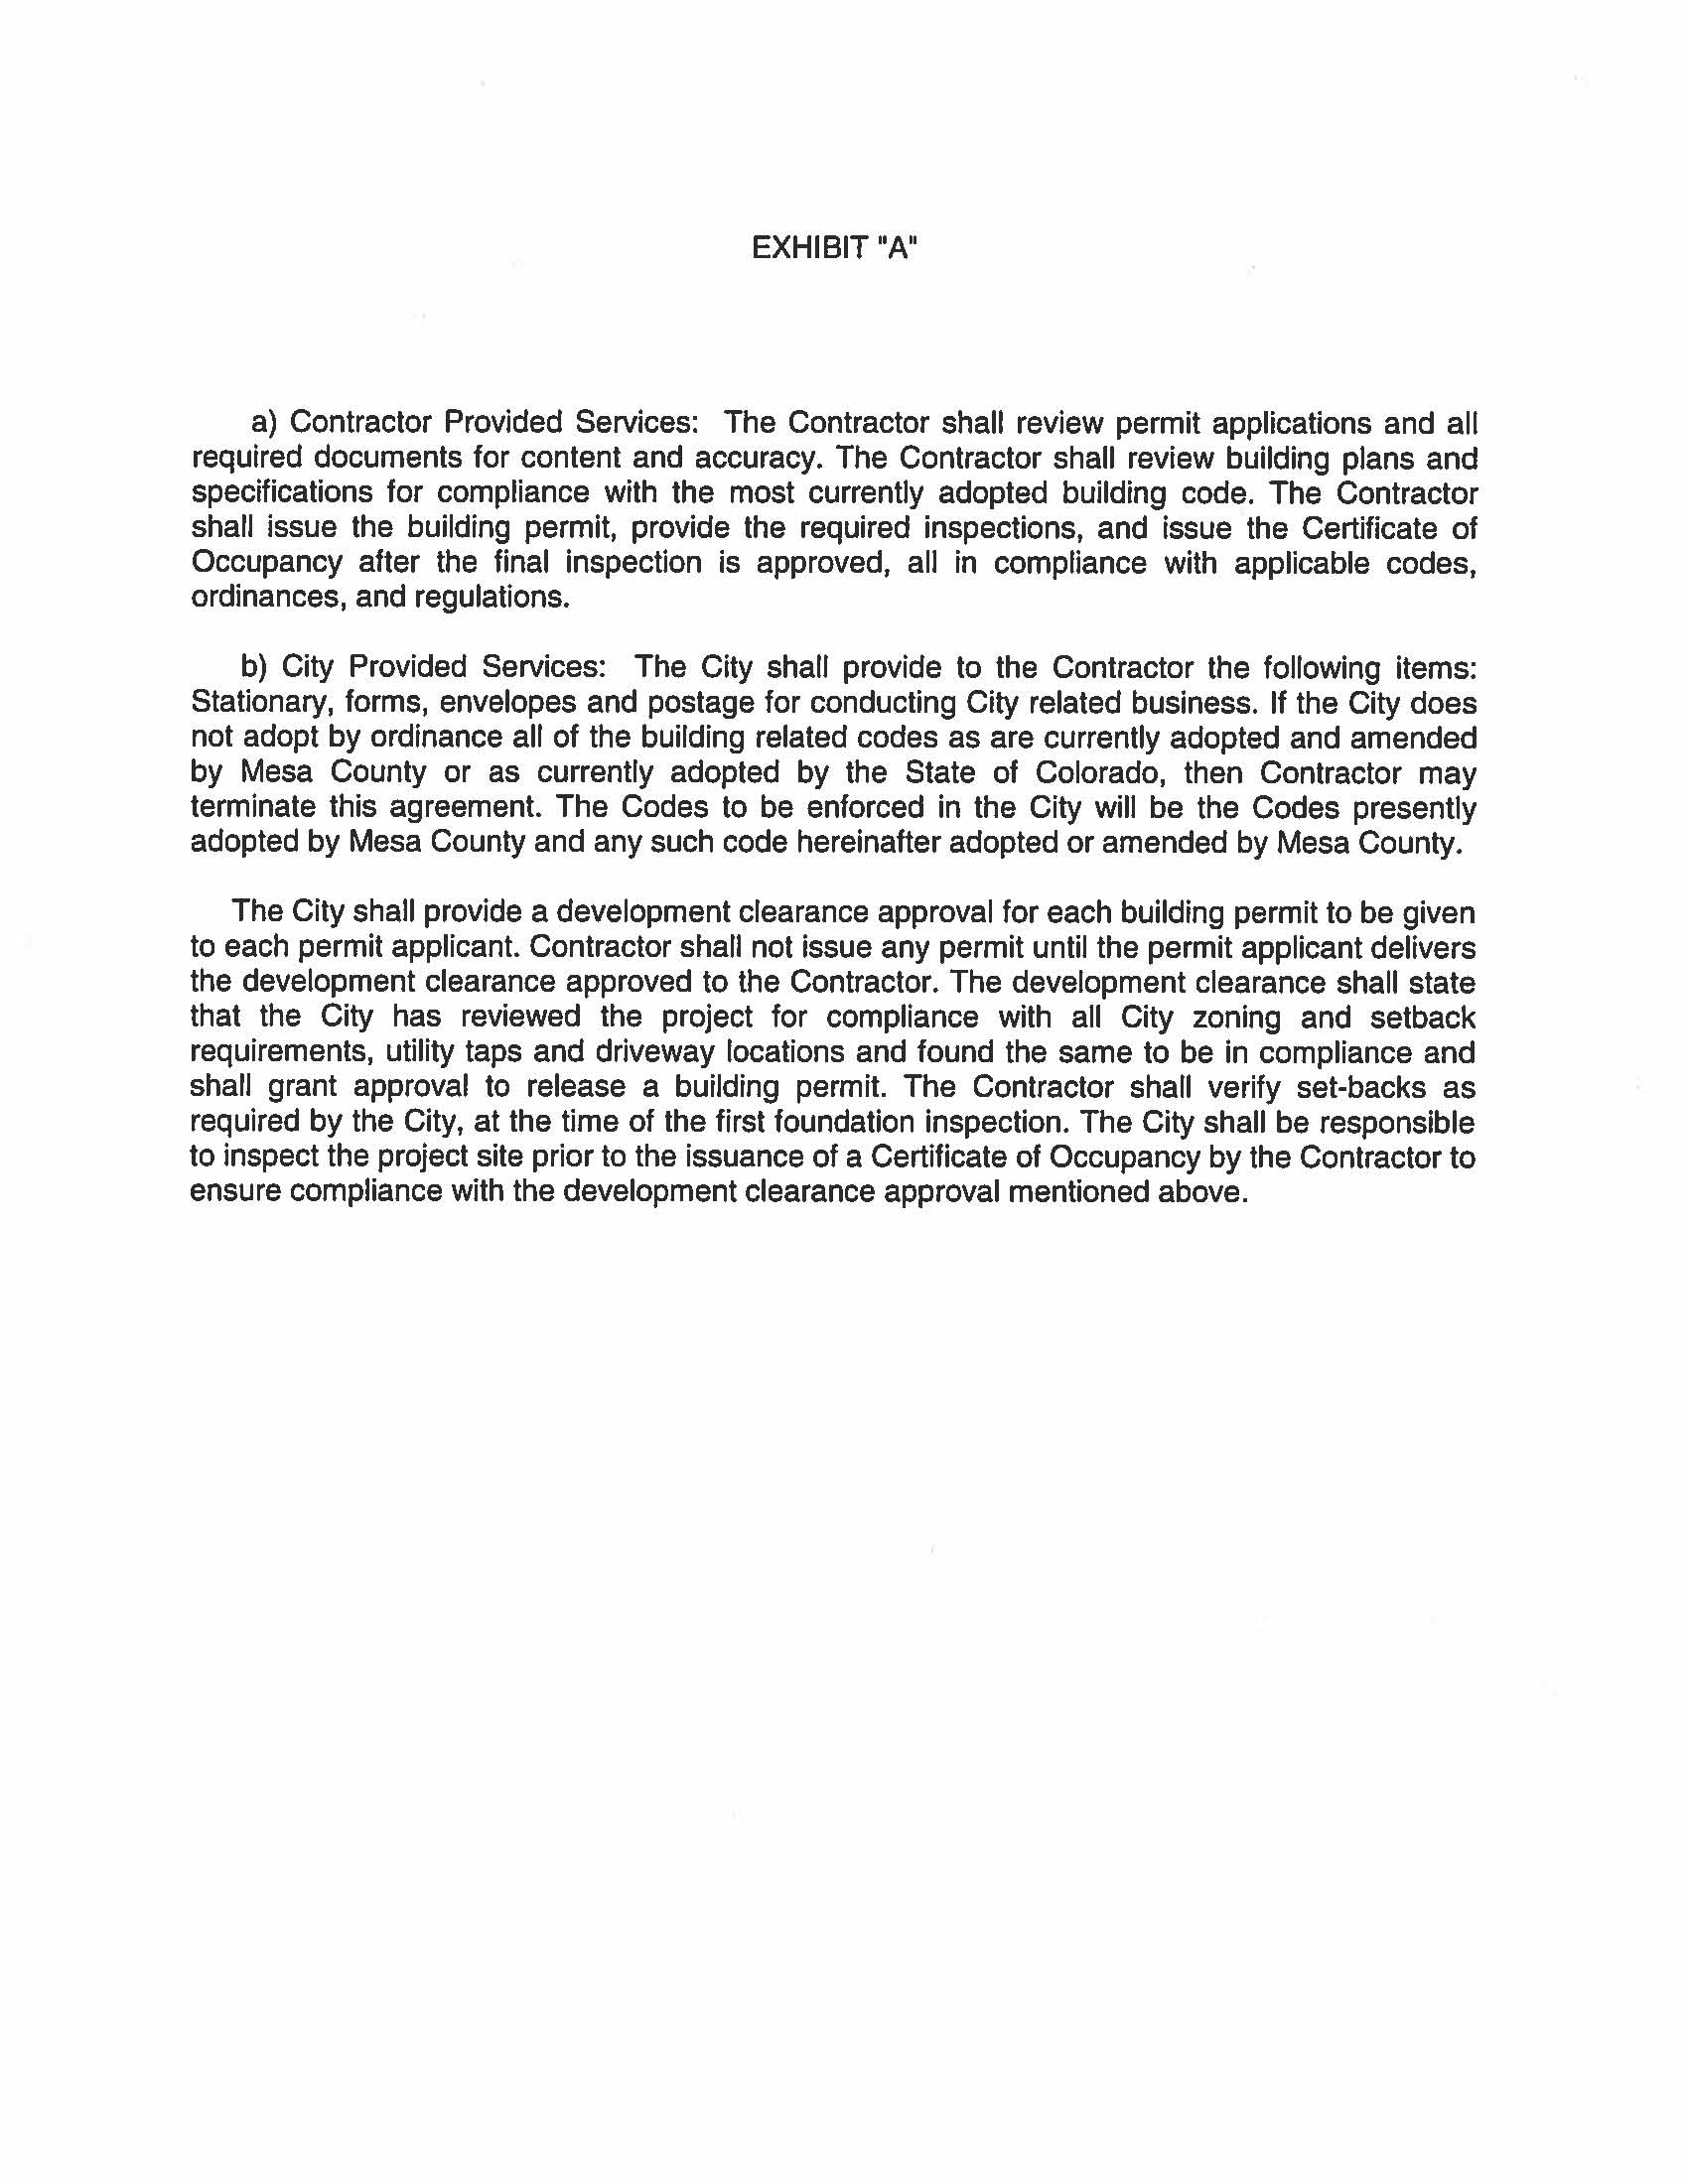 EXHIBIT "A"
a) Contractor Provided Services: The Contractor shall review permit applications and all
required documents for content and accuracy. The Contractor shall review building plans and
specifications for compliance with the most currently adopted building code. The Contractor
shall issue the building permit, provide the required inspections, and issue the Certificate of
Occupancy after the final inspection is approved, all in compliance with applicable codes,
ordinances, and regulations.
b) City Provided Services: The City shall provide to the Contractor the following items:
Stationary, forms, envelopes and postage for conducting City related business. If the City does
not adopt by ordinance all of the building related codes as are currently adopted and amended
by Mesa County or as currently adopted by the State of Colorado, then Contractor may
terminate this agreement. The Codes to be enforced in the City will be the Codes presently
adopted by Mesa County and any such code hereinafter adopted or amended by Mesa County.
The City shall provide a development clearance approval for each building permit to be given
to each permit applicant. Contractor shall not issue any permit until the permit applicant delivers
the development clearance approved to the Contractor. The development clearance shall state
that the City has reviewed the project for compliance with all City zoning and setback
requirements, utility taps and driveway locations and found the same to be in compliance and
shall grant approval to release a building permit. The Contractor shall verify set-backs as
required by the City, at the time of the first foundation inspection. The City shall be responsible
to inspect the project site prior to the issuance of a Certificate of Occupancy by the Contractor to
ensure compliance with the development clearance approval mentioned above.